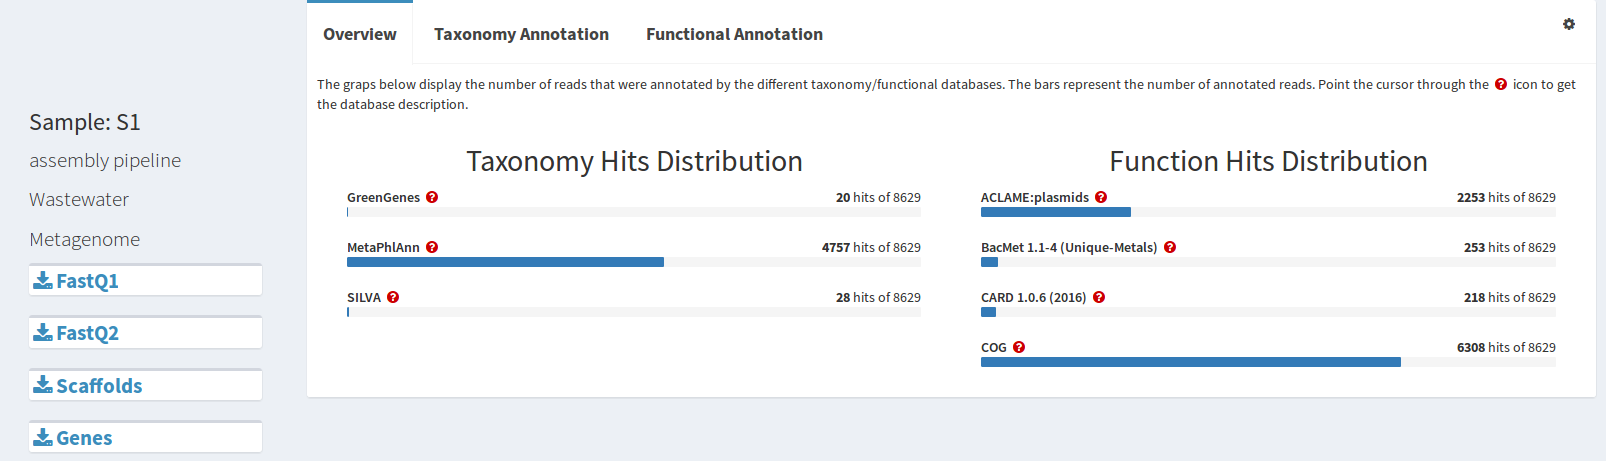 Overview
Taxonomy Annotation
Functional Annotation
The graps below display the number of reads that were annotated by the different taxonomy/functional databases. The bars represent the number of annotated reads. Point the cursor through the ? icon to get
the database description.
Sample: S1
assembly pipeline
Wastewater
Metagenome
FastQ1
FastQ2
Scaffolds
Genes
Taxonomy Hits Distribution
GreenGenes ? 20 hits of 8629
MetaPhlAnn ? 4757 hits of 8629
SILVA ? 28 hits of 8629
Function Hits Distribution
ACLAME:plasmids ? 2253 hits of 8629
BacMet 1.1-4 (Unique-Metals) ? 253 hits of 8629
CARD 1.0.6 (2016) ? 218 hits of 8629
COG ? 6308 hits of 8629